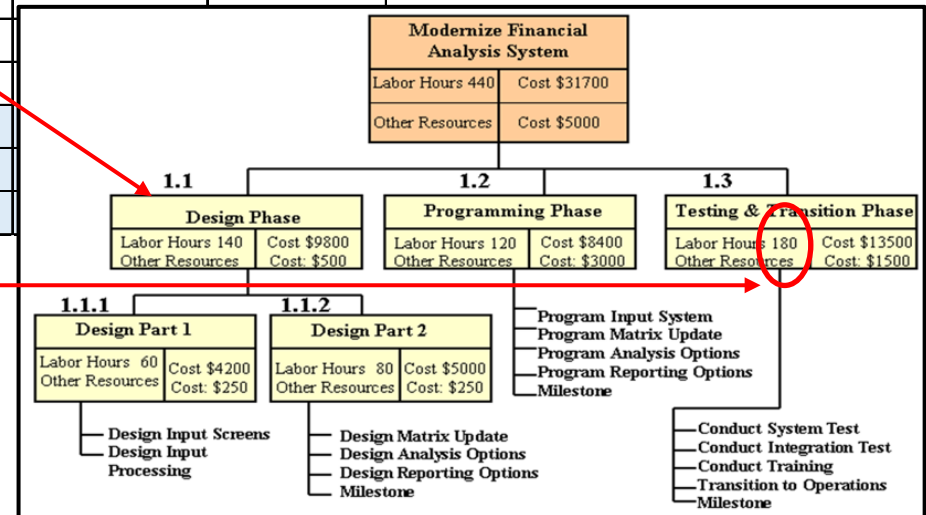 Modernize Financial
Analysis System
Labor Hours 440 Cost $31700
Other Resources Cost $5000
1.1 1.2 1.3
Design Phase
Labor Hours 140 Cost $9800
Other Resources Cost: $500
Programming Phase
Labor Hours 120 Cost $8400
Other Resources Cost: $3000
Testing & Transition Phase
Labor Hours 180 Cost $13500
Other Resources Cost: $1500
1.1.1 1.1.2
Design Part 1
Labor Hours 60 Cost $4200
Other Resources Cost: $250
Design Part 2
Labor Hours 80 Cost $5000
Other Resources Cost: $250
Design Input Screens
Design Input
Processing
Design Matrix Update
Design Analysis Options
Design Reporting Options
Milestone
Program Input System
Program Matrix Update
Program Analysis Options
Program Reporting Options
Milestone
Conduct System Test
Conduct Integration Test
Conduct Training
Transition to Operations
Milestone